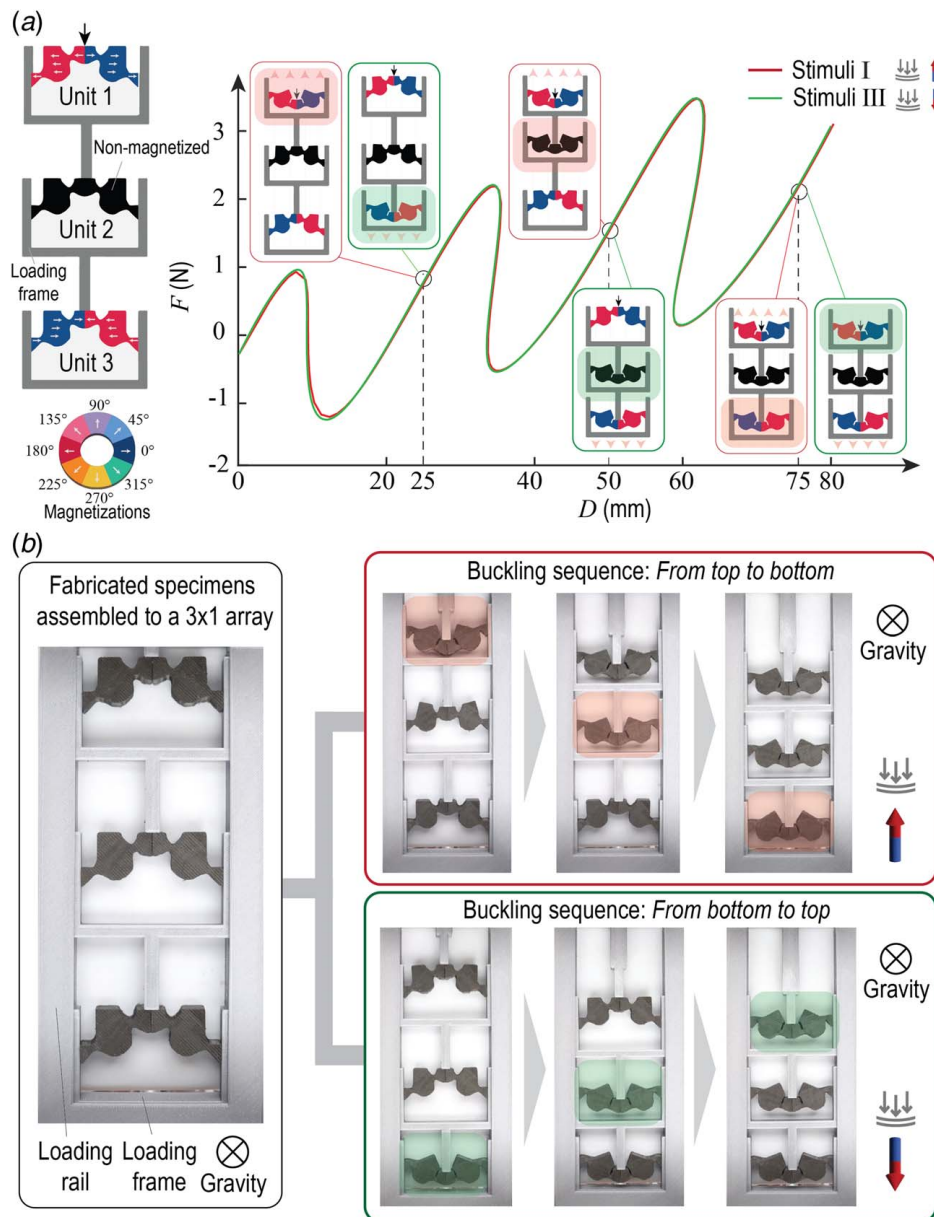 (a)
Unit 1
Non-magnetized
Unit 2
Loading
frame
Unit 3
90°
135°
45°
180°
0°
225°
315°
270°
Magnetizations
F (N)
3
2
1
0
-1
-2
20
25
40
50
60
75
80
D (mm)
Stimuli I
Stimuli III
(b)
Fabricated specimens
assembled to a 3x1 array
Loading
rail
Loading
frame
Gravity
Buckling sequence: From top to bottom
Gravity
Buckling sequence: From bottom to top
Gravity